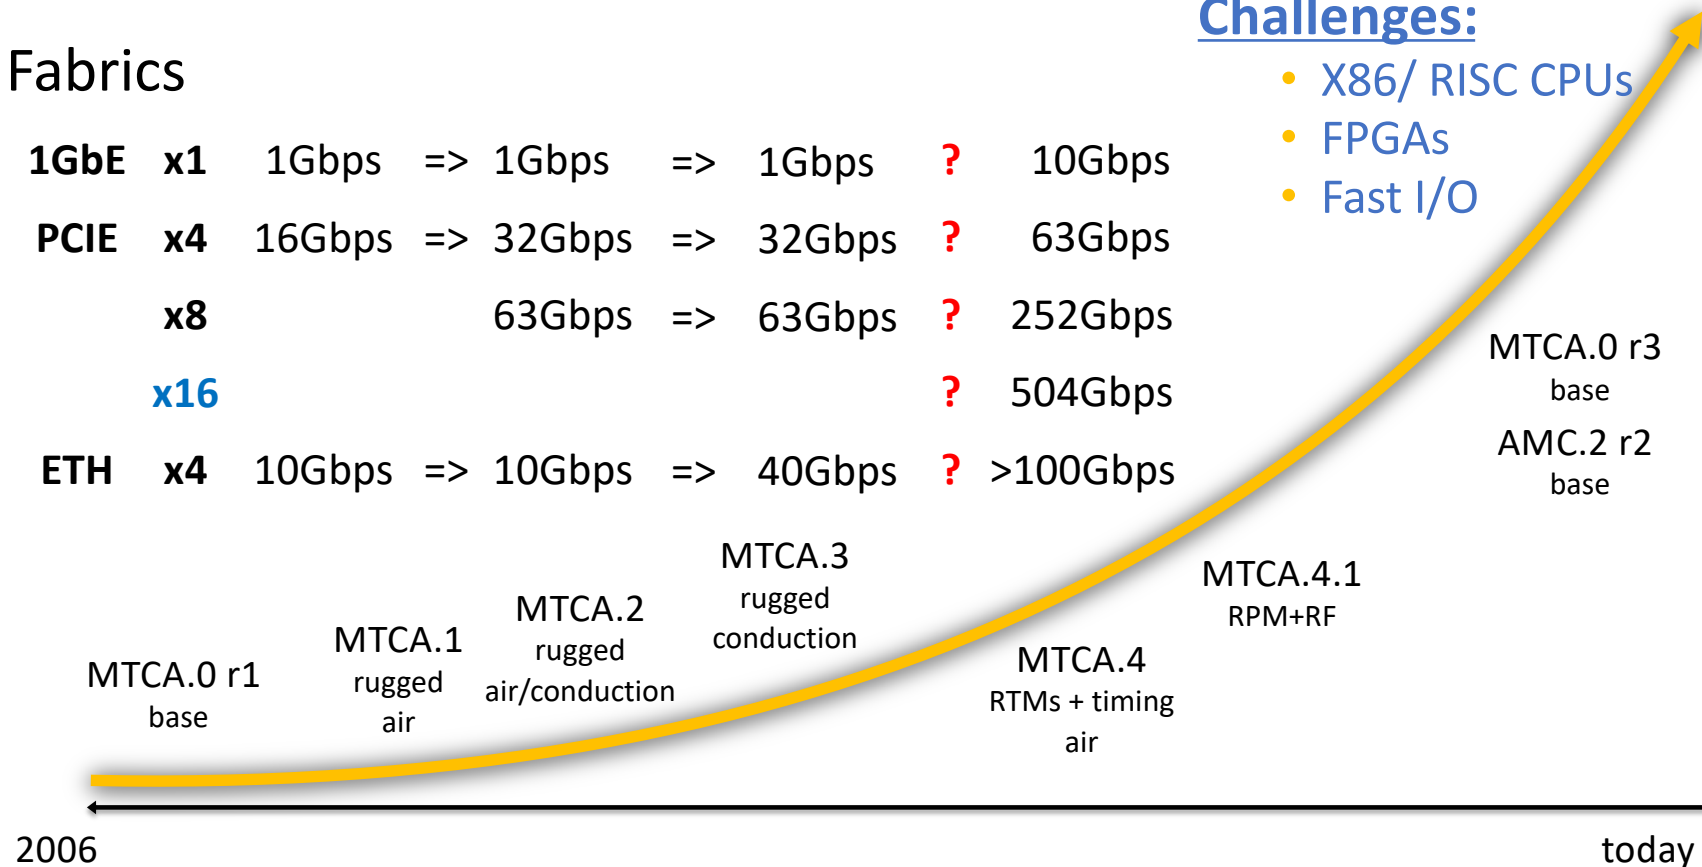 Challenges:
• X86/ RISC CPUs
• FPGAs
• Fast I/O
Fabrics
1GbE x1 1Gbps => 1Gbps => 1Gbps ? 10Gbps
PCIE x4 16Gbps => 32Gbps => 32Gbps ? 63Gbps
x8 63Gbps => 63Gbps ? 252Gbps
x16 ? 504Gbps
ETH x4 10Gbps => 10Gbps => 40Gbps ? >100Gbps
MTCA.0 r1
base
MTCA.1
rugged
air
MTCA.2
rugged
air/conduction
MTCA.3
rugged
conduction
MTCA.4
RTMs + timing
air
MTCA.4.1
RPM+RF
MTCA.0 r3
base
AMC.2 r2
base
2006 today